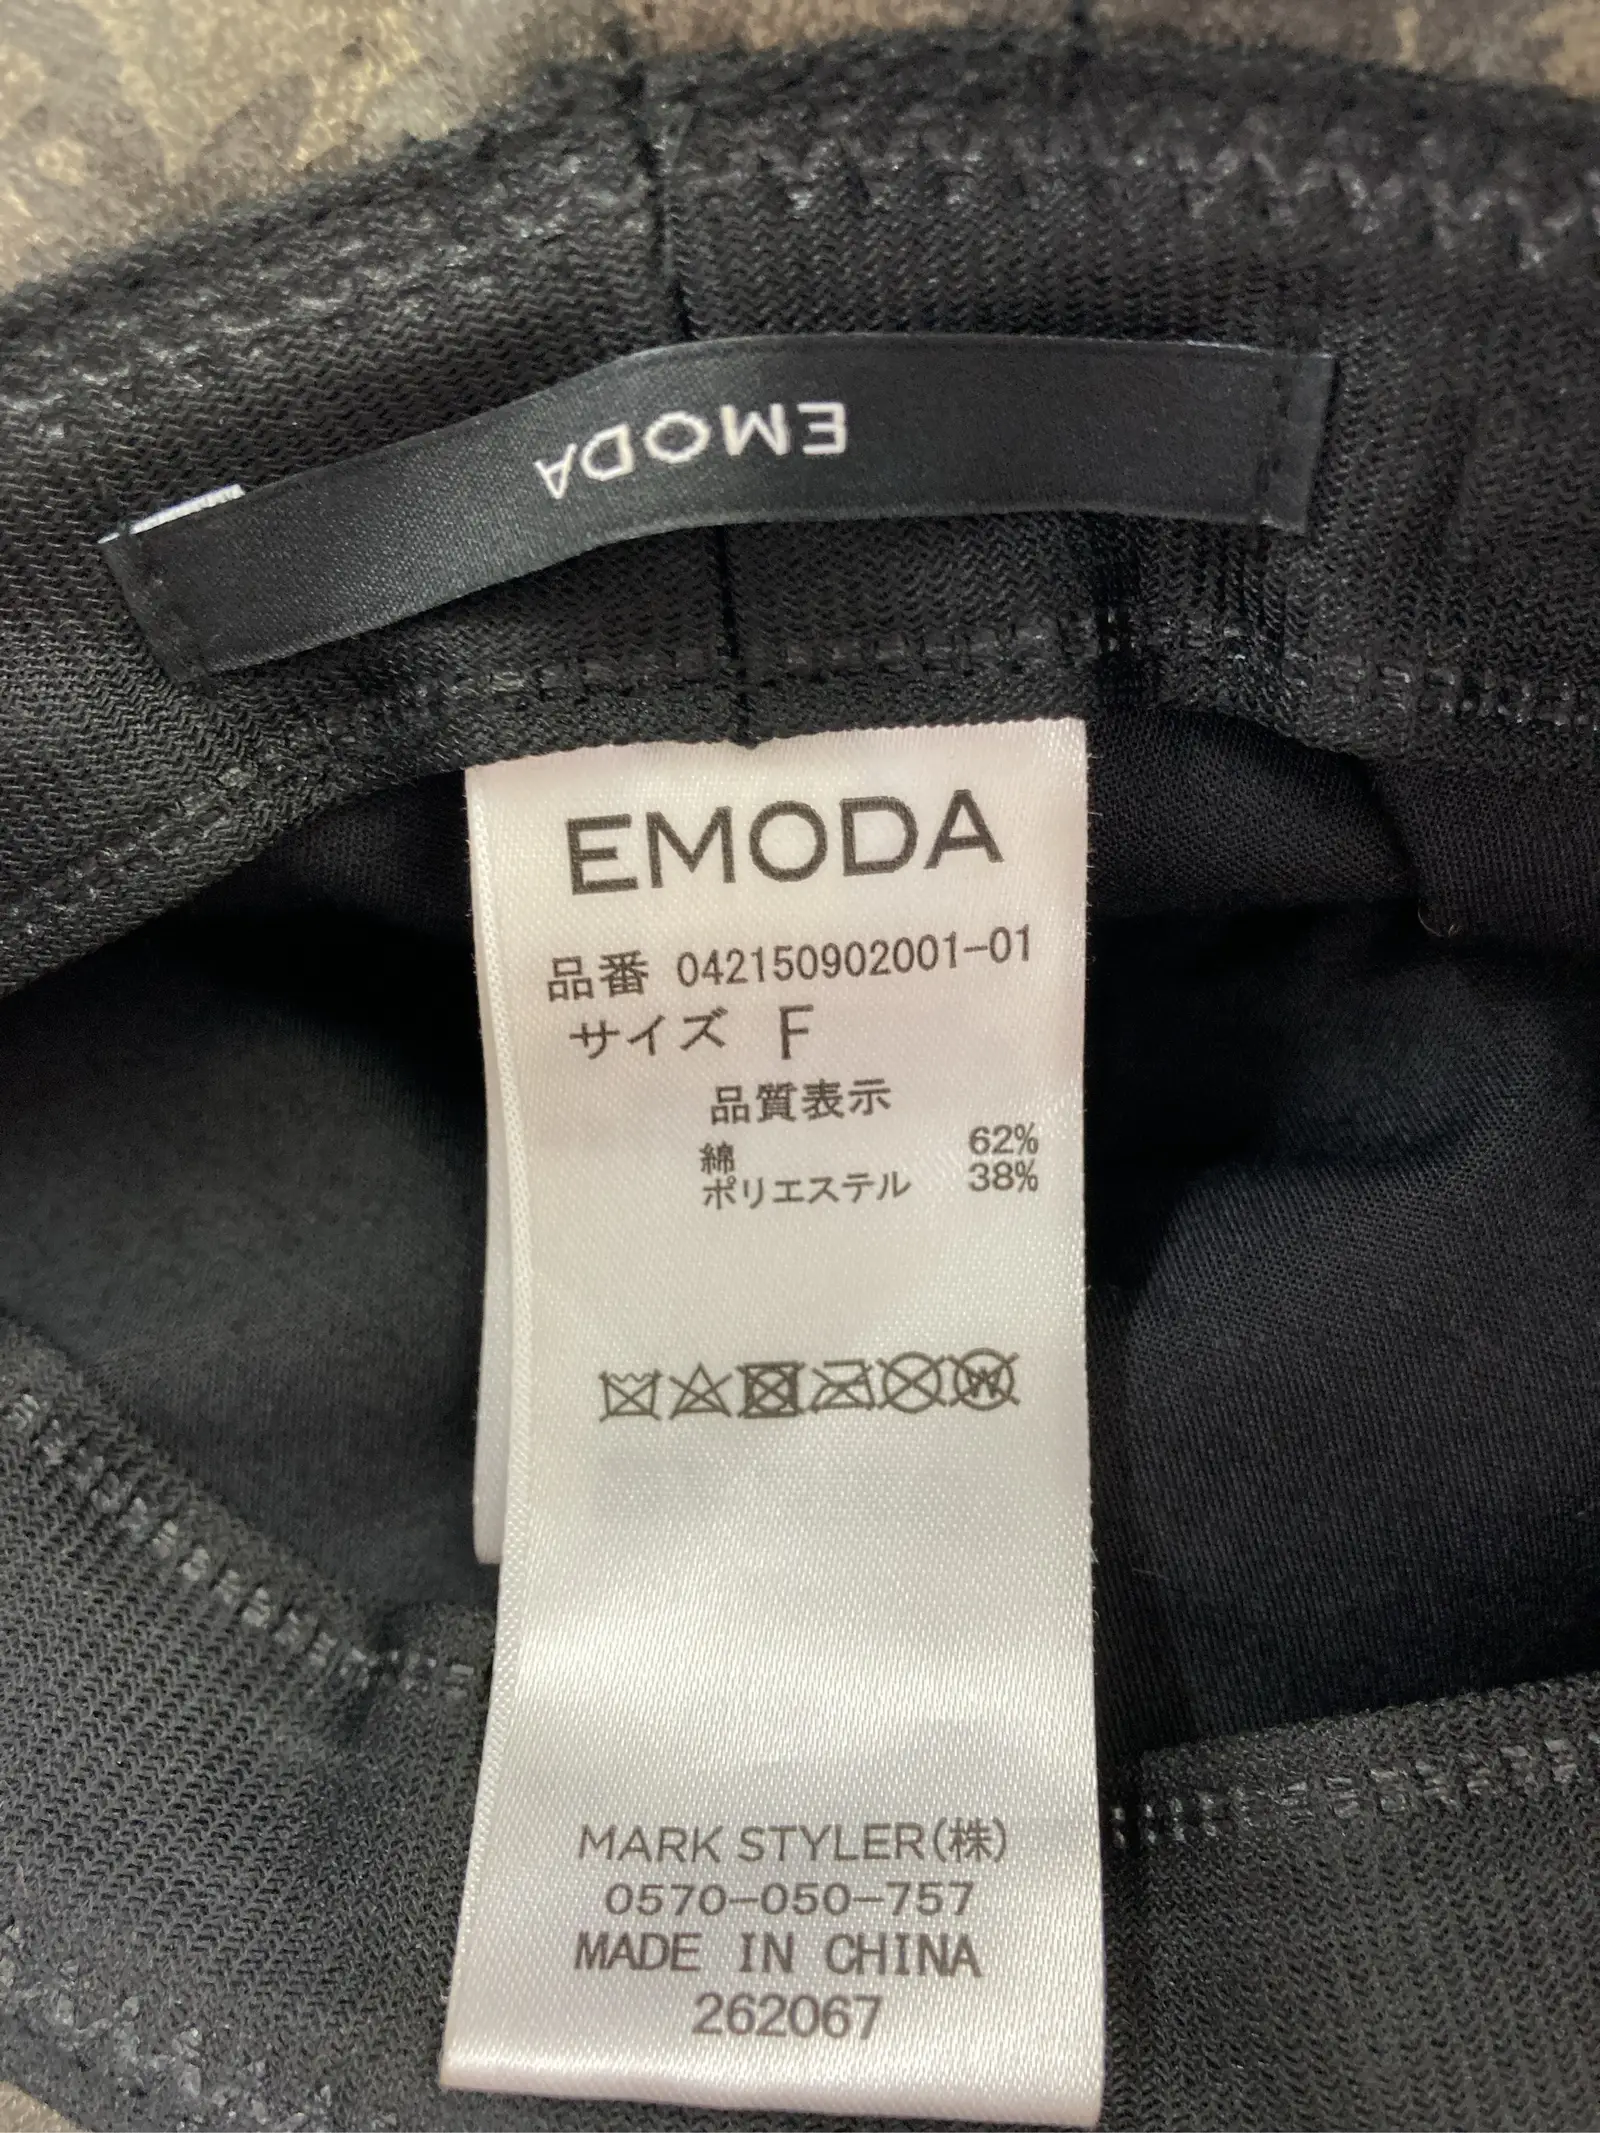 EMODA
EMODA
品番 042150902001-01
サイズ F
品質表示
綿 62%
ポリエステル 38%
W
MARK STYLER(株)
0570-050-757
MADE IN CHINA
262067